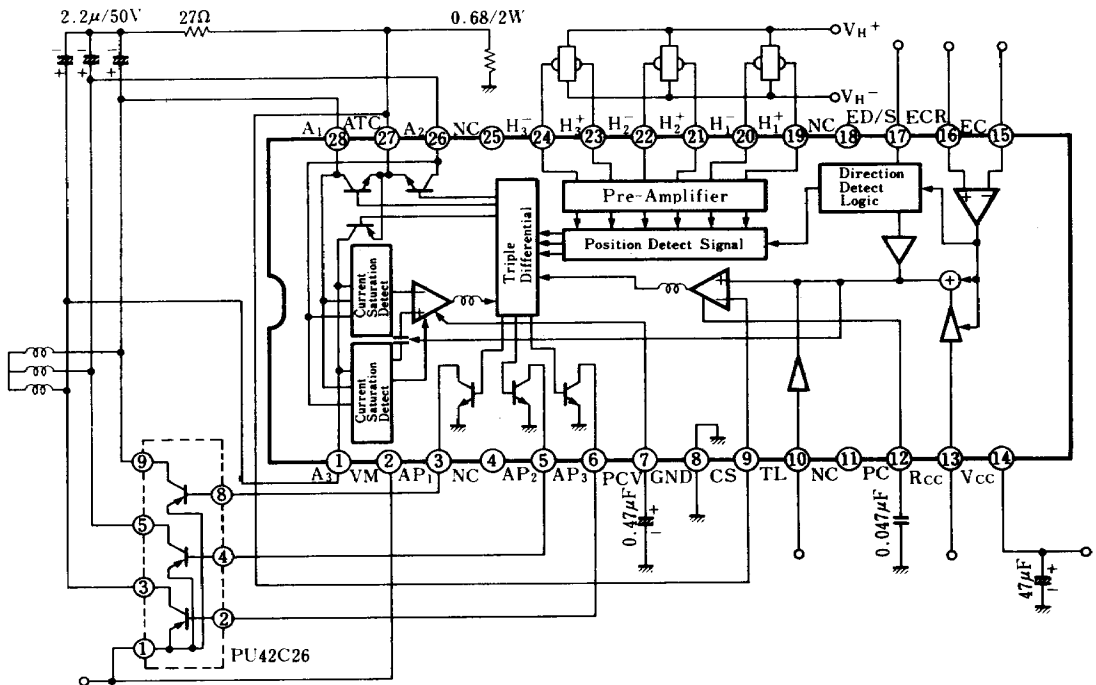 2.2μ/50V 27Ω 0.68/2W
VH+
VH−
− − −
+ + +
A1 ATC A2 NC H3− H3+ H2− H2+ H1− H1+ NC ED/S ECR EC
28 27 26 25 24 23 22 21 20 19 18 17 16 15
Pre-Amplifier
Position Detect Signal
Triple Differential
Direction Detect Logic
+ −
Current Saturation Detect
Current Saturation Detect
+
+
−
+
1 2 3 4 5 6 7 8 9 10 11 12 13 14
A3 VM AP1 NC AP2 AP3 PCV GND CS TL NC PC RCC VCC
0.47μF
+
−
0.047μF
47μF
+
−
9
8
5
4
3
2
1
PU42C26